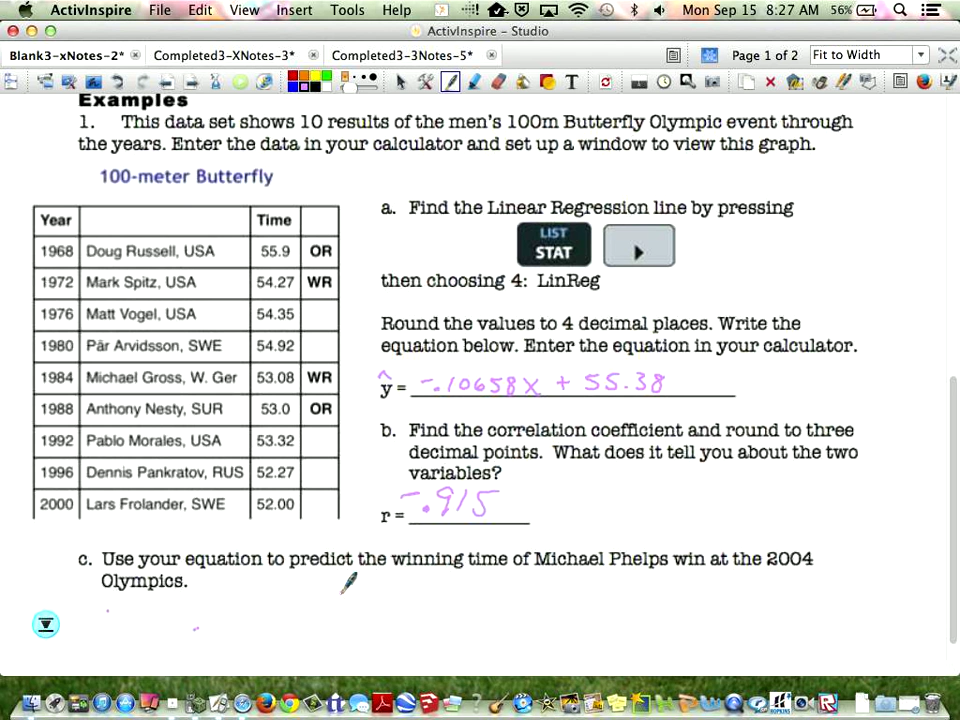 ActivInspire File Edit View Insert Tools Help Mon Sep 15 8:27 AM 56%
ActivInspire – Studio
Blank3-xNotes-2* Completed3-XNotes-3* Completed3-3Notes-5* Page 1 of 2 Fit to Width
Examples
1. This data set shows 10 results of the men's 100m Butterfly Olympic event through
the years. Enter the data in your calculator and set up a window to view this graph.
100-meter Butterfly
Year Time
1968 Doug Russell, USA 55.9 OR
1972 Mark Spitz, USA 54.27 WR
1976 Matt Vogel, USA 54.35
1980 Pär Arvidsson, SWE 54.92
1984 Michael Gross, W. Ger 53.08 WR
1988 Anthony Nesty, SUR 53.0 OR
1992 Pablo Morales, USA 53.32
1996 Dennis Pankratov, RUS 52.27
2000 Lars Frolander, SWE 52.00
a. Find the Linear Regression line by pressing
LIST
STAT
then choosing 4: LinReg
Round the values to 4 decimal places. Write the
equation below. Enter the equation in your calculator.
ŷ = -.10658x + 55.38
b. Find the correlation coefficient and round to three
decimal points. What does it tell you about the two
variables?
r = -.915
c. Use your equation to predict the winning time of Michael Phelps win at the 2004
Olympics.